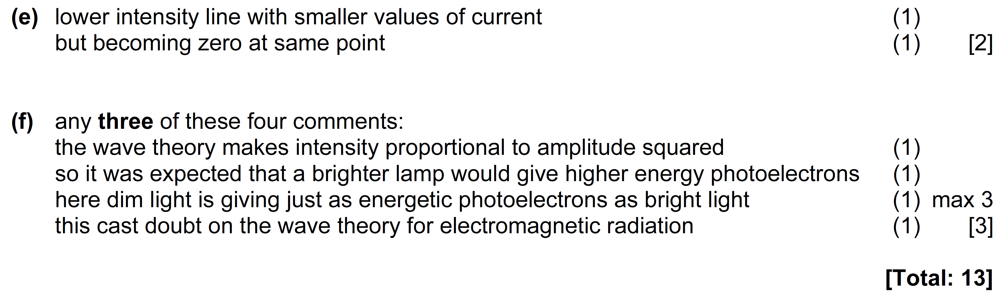 (e) lower intensity line with smaller values of current (1)
but becoming zero at same point (1) [2]
(f) any three of these four comments:
the wave theory makes intensity proportional to amplitude squared (1)
so it was expected that a brighter lamp would give higher energy photoelectrons (1)
here dim light is giving just as energetic photoelectrons as bright light (1) max 3
this cast doubt on the wave theory for electromagnetic radiation (1) [3]
[Total: 13]